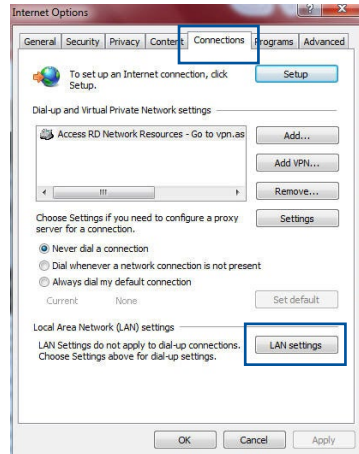 Internet Options
General Security Privacy Content Connections Programs Advanced
To set up an Internet connection, click
Setup.
Setup
Dial-up and Virtual Private Network settings
Access RD Network Resources - Go to vpn.as
Add...
Add VPN...
Remove...
Choose Settings if you need to configure a proxy
server for a connection.
Settings
Never dial a connection
Dial whenever a network connection is not present
Always dial my default connection
Current None
Set default
Local Area Network (LAN) settings
LAN Settings do not apply to dial-up connections.
Choose Settings above for dial-up settings.
LAN settings
OK Cancel Apply